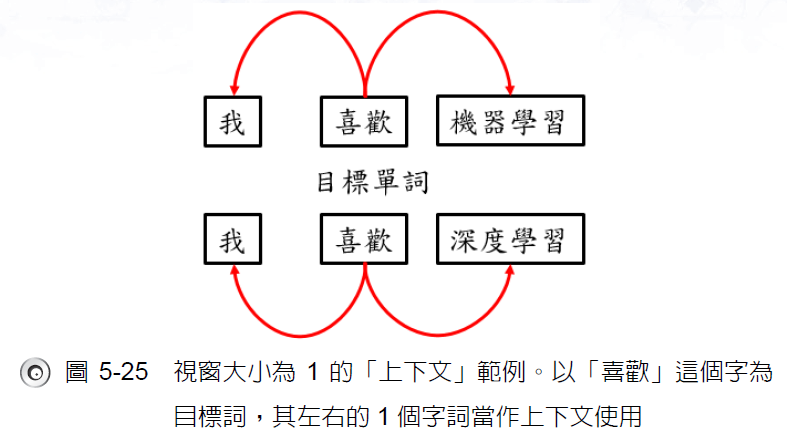 我 喜歡 機器學習
目標單詞
我 喜歡 深度學習
圖 5-25 視窗大小為 1 的「上下文」範例。以「喜歡」這個字為
目標詞，其左右的 1 個字詞當作上下文使用